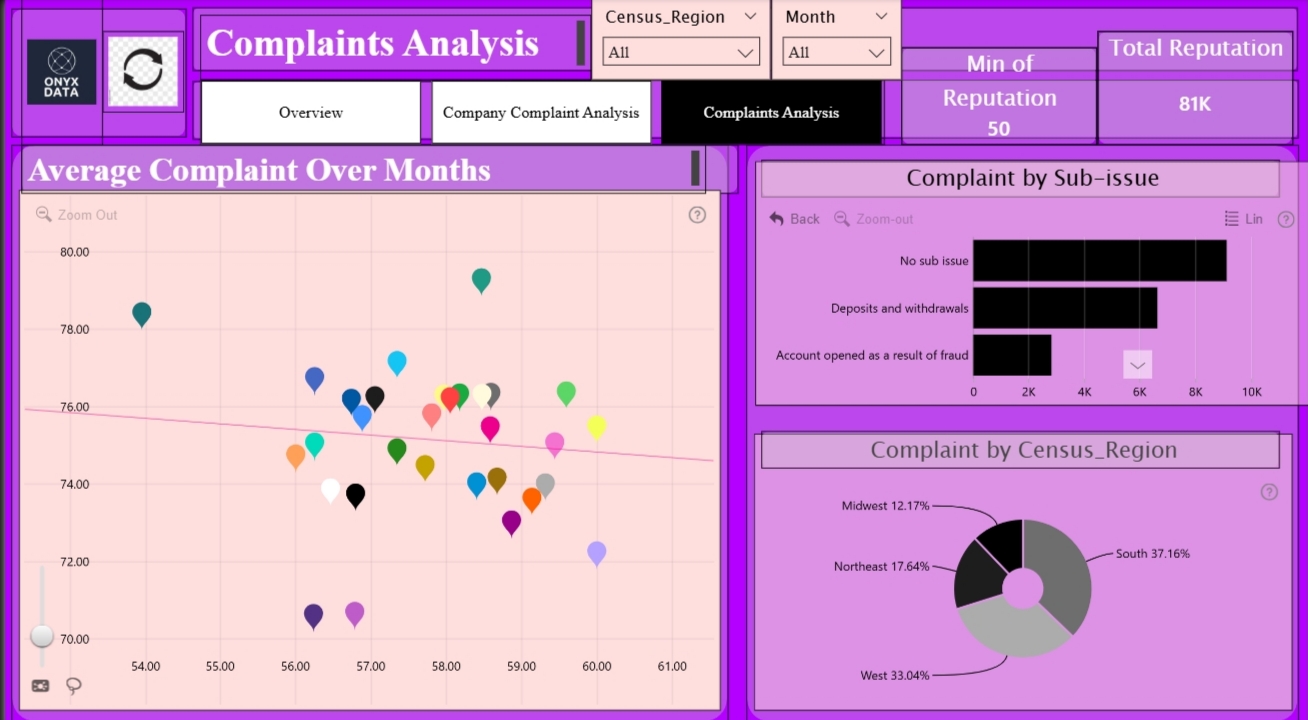 ONYX
DATA
Complaints Analysis
Census_Region
All
Month
All
Min of
Reputation
50
Total Reputation
81K
Overview
Company Complaint Analysis
Complaints Analysis
Average Complaint Over Months
Zoom Out
?
80.00
78.00
76.00
74.00
72.00
70.00
54.00 55.00 56.00 57.00 58.00 59.00 60.00 61.00
Complaint by Sub-issue
Back Zoom-out Lin ?
No sub issue
Deposits and withdrawals
Account opened as a result of fraud
0 2K 4K 6K 8K 10K
Complaint by Census_Region
?
Midwest 12.17%
South 37.16%
Northeast 17.64%
West 33.04%